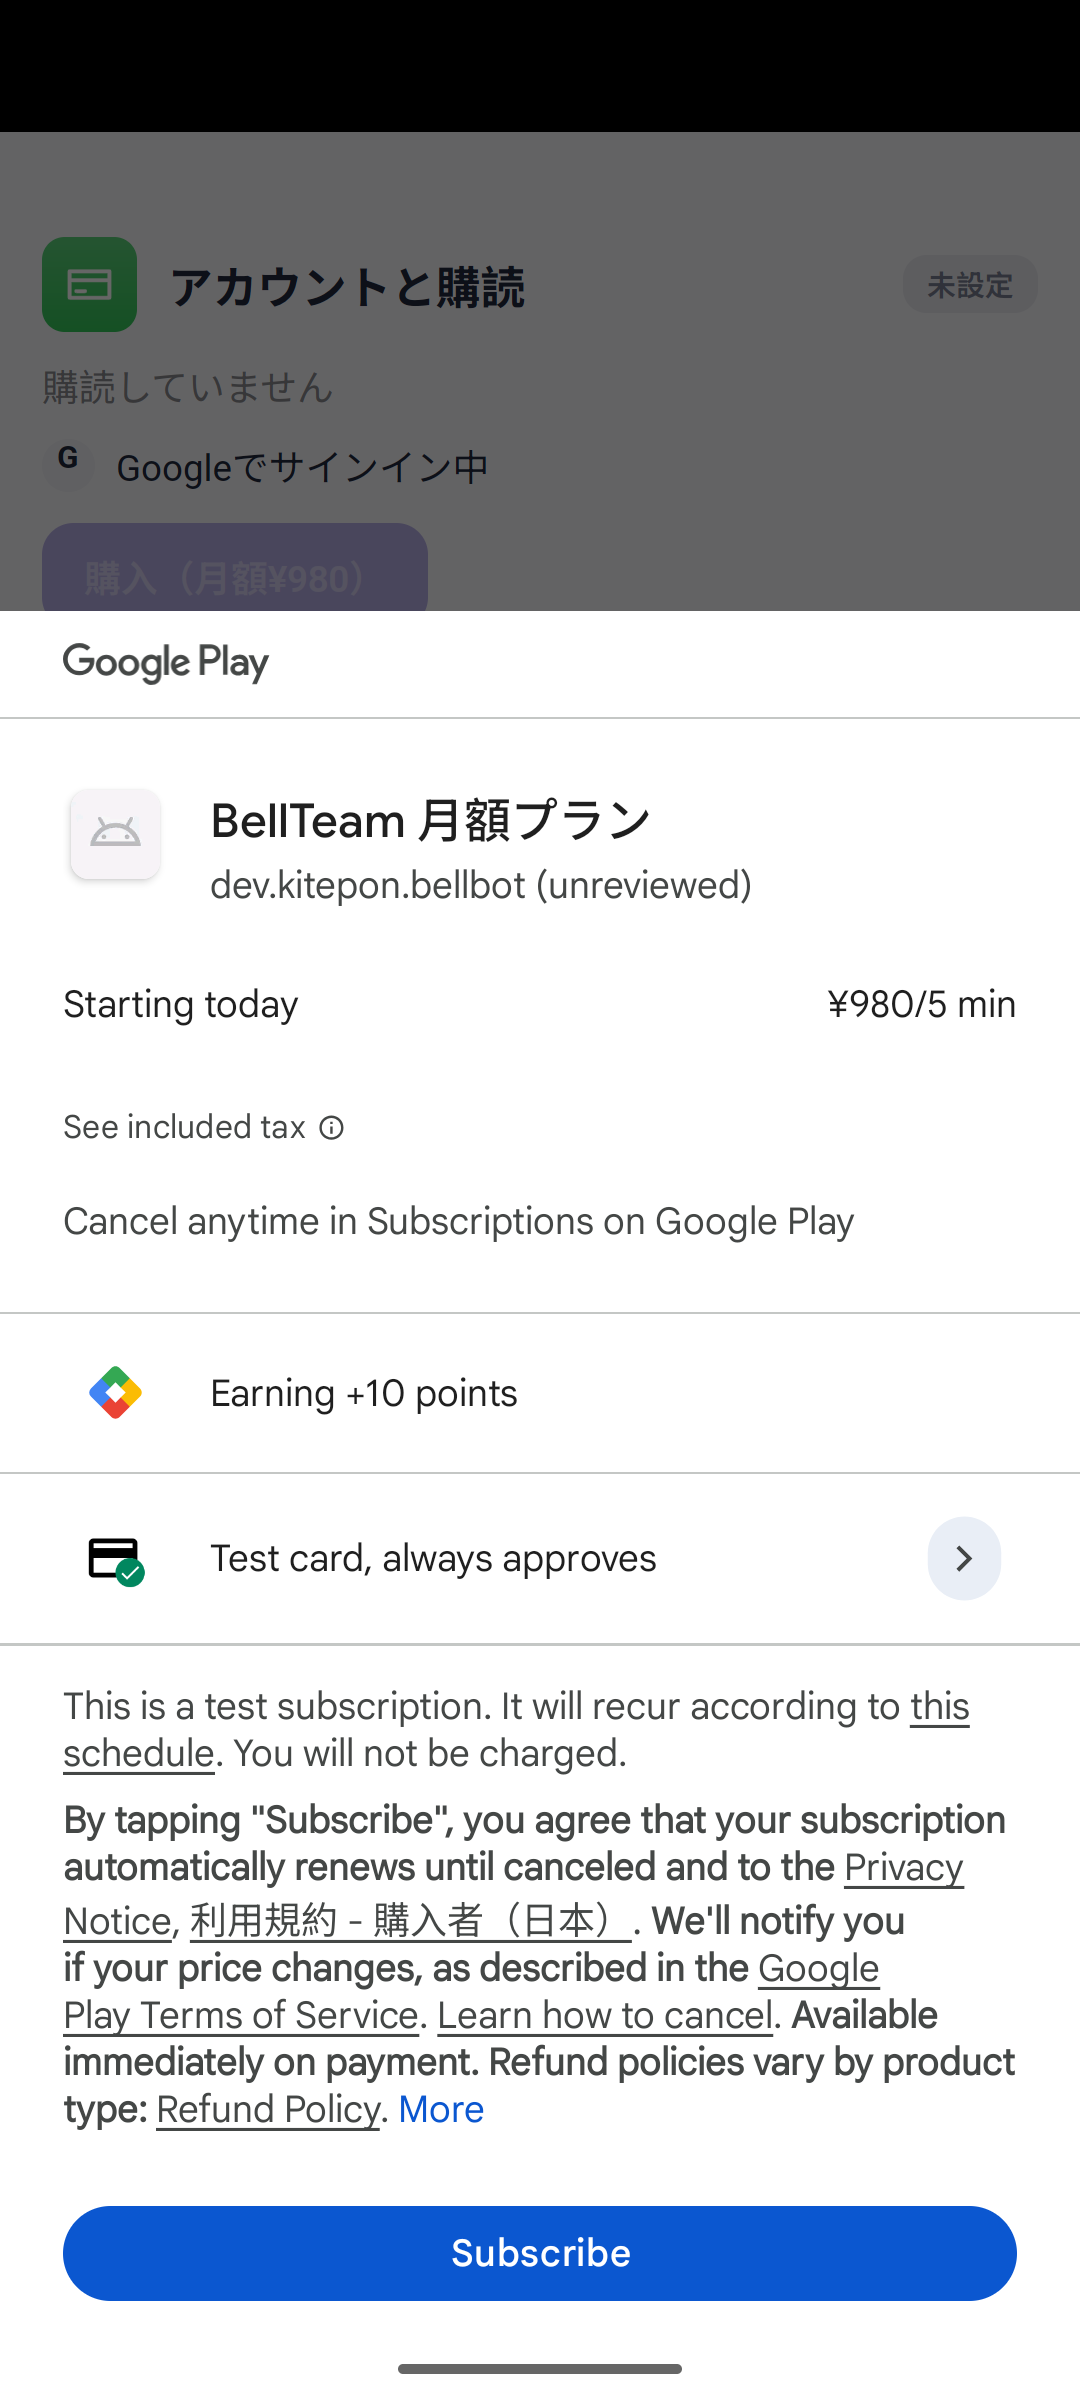 アカウントと購読
未設定
購読していません
G Googleでサインイン中
購入（月額¥980）
Google Play
BellTeam 月額プラン
dev.kitepon.bellbot (unreviewed)
Starting today ¥980/5 min
See included tax
Cancel anytime in Subscriptions on Google Play
Earning +10 points
Test card, always approves
This is a test subscription. It will recur according to this
schedule. You will not be charged.
By tapping "Subscribe", you agree that your subscription
automatically renews until canceled and to the Privacy
Notice, 利用規約 - 購入者（日本）. We'll notify you
if your price changes, as described in the Google
Play Terms of Service. Learn how to cancel. Available
immediately on payment. Refund policies vary by product
type: Refund Policy. More
Subscribe